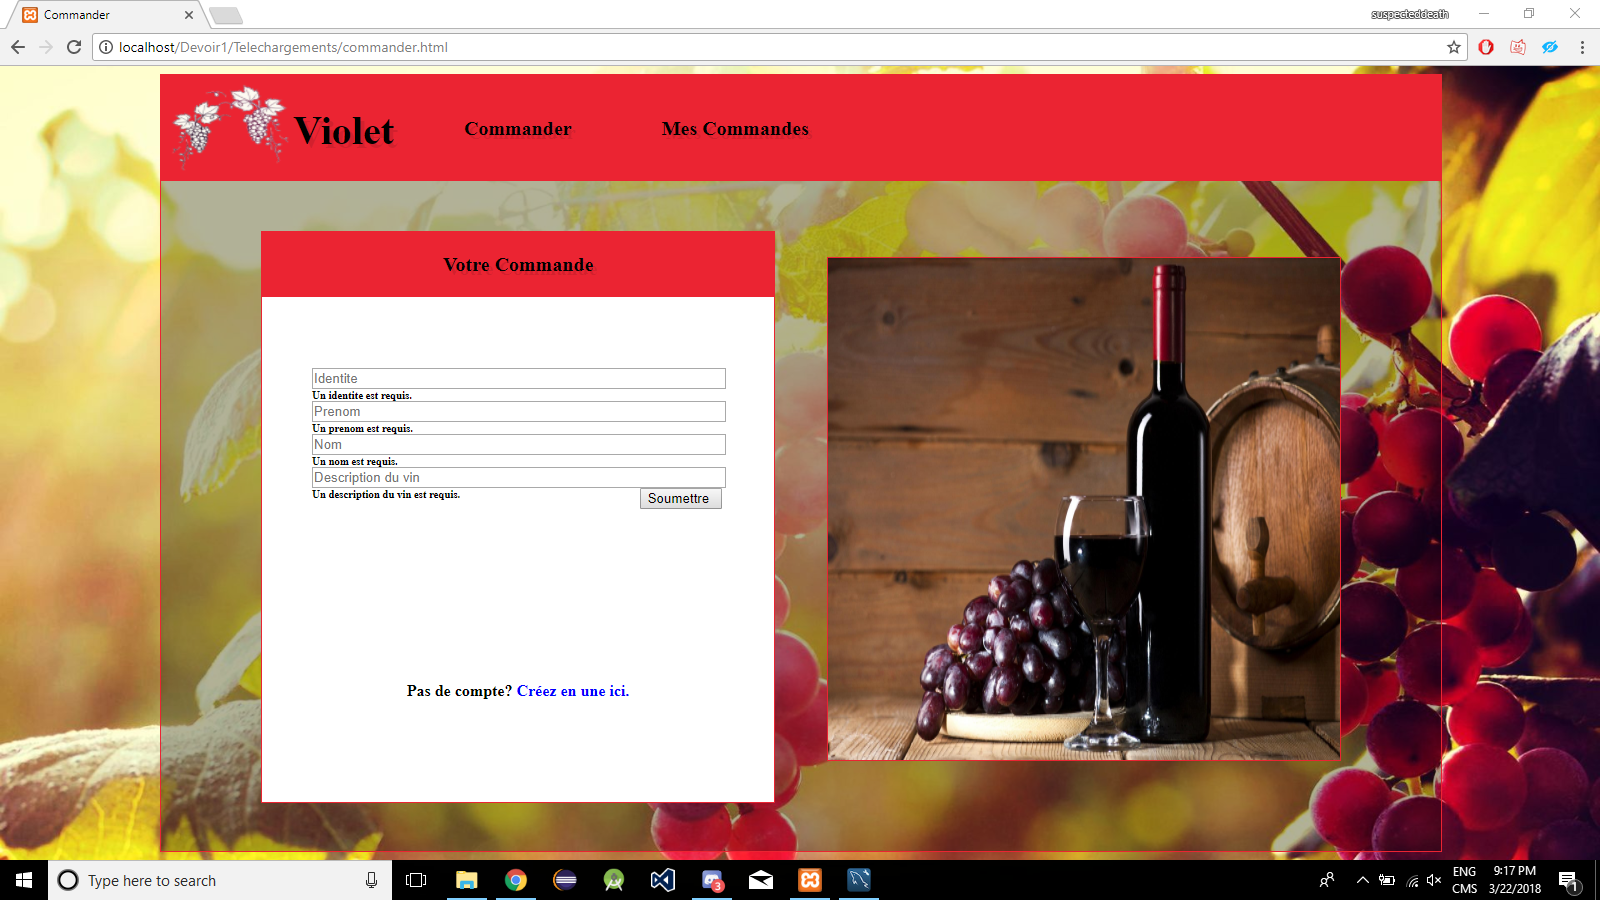 Commander
suspecteddeath
localhost/Devoir1/Telechargements/commander.html
Violet
Commander
Mes Commandes
Votre Commande
Identite
Un identite est requis.
Prenom
Un prenom est requis.
Nom
Un nom est requis.
Description du vin
Un description du vin est requis.
Soumettre
Pas de compte? Créez en une ici.
Type here to search
3
ENG
CMS
9:17 PM
3/22/2018
1